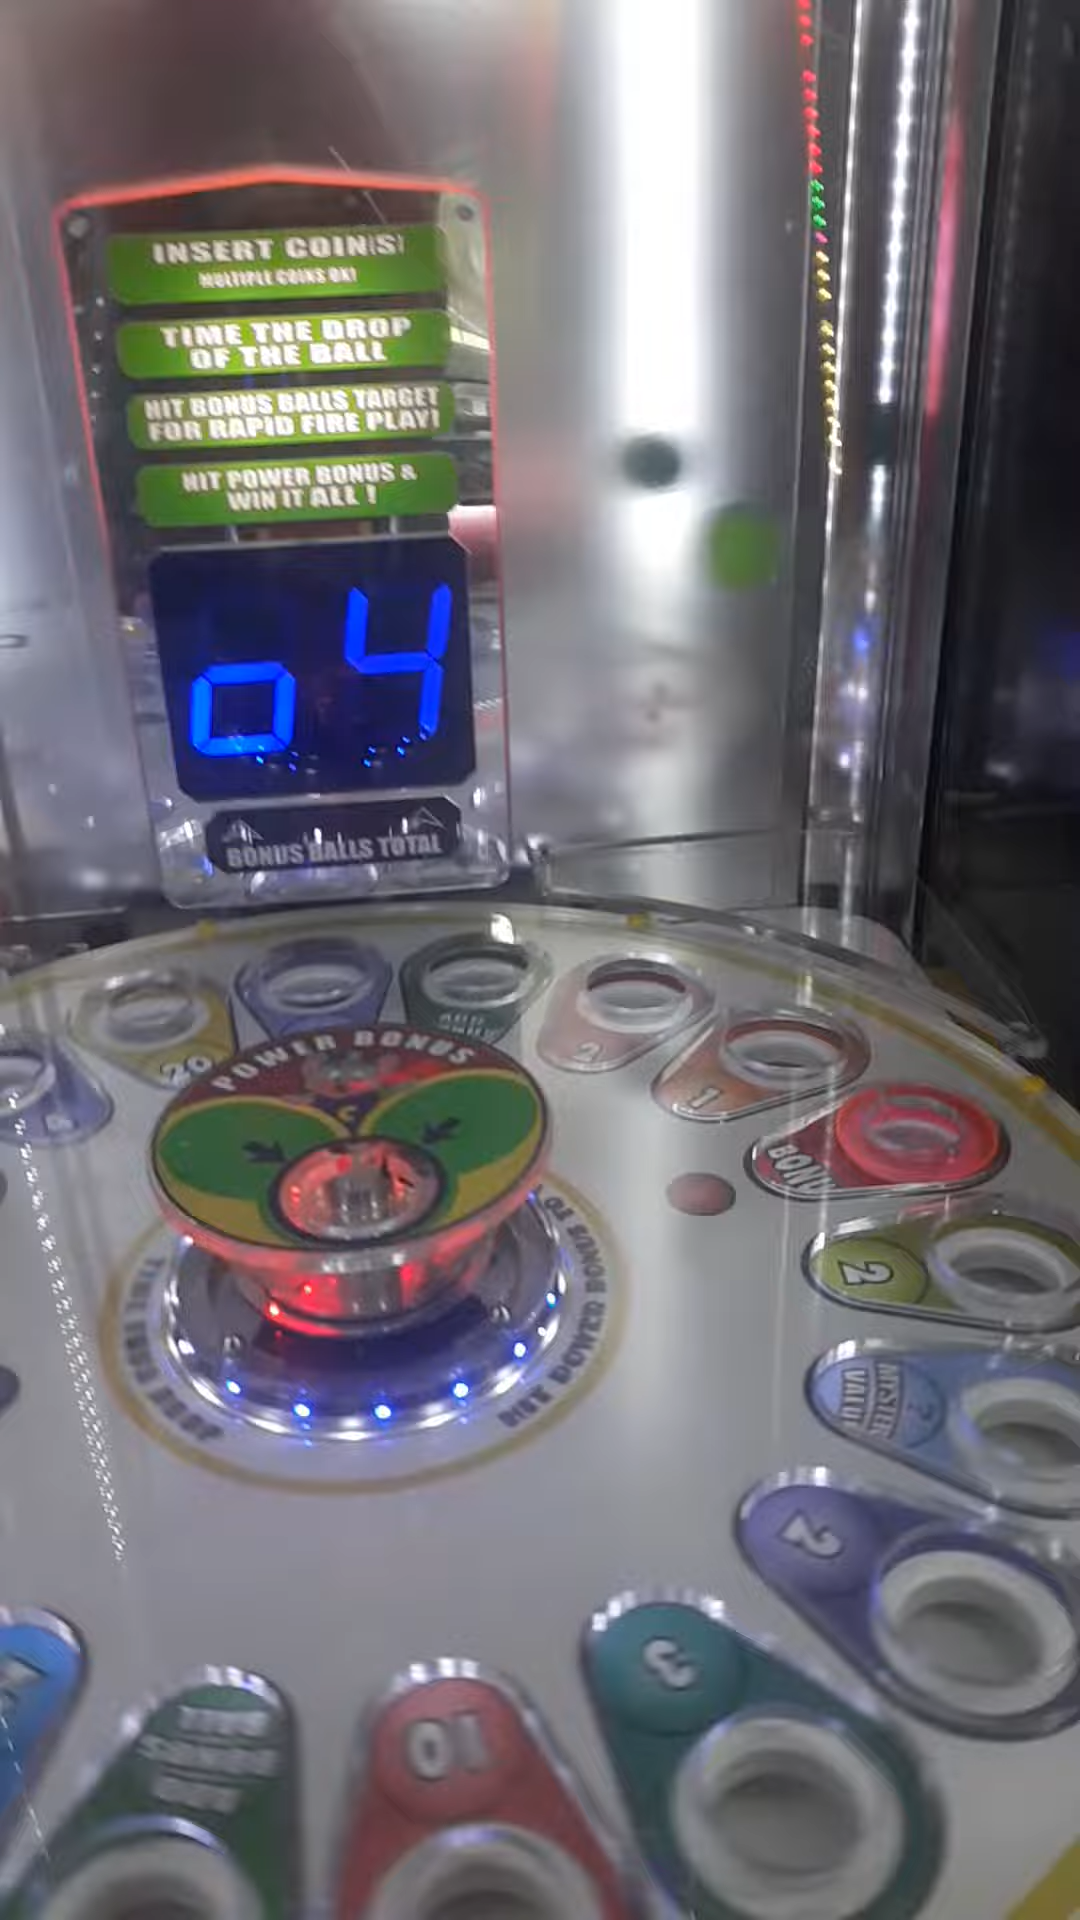 INSERT COIN(S)
MULTIPLE COINS OK!
TIME THE DROP
OF THE BALL
HIT BONUS BALLS TARGET
FOR RAPID FIRE PLAY!
HIT POWER BONUS &
WIN IT ALL !
04
BONUS BALLS TOTAL
20
2
POWER BONUS
1
BONUS
2
MYSTERY
VALUE
2
3
10